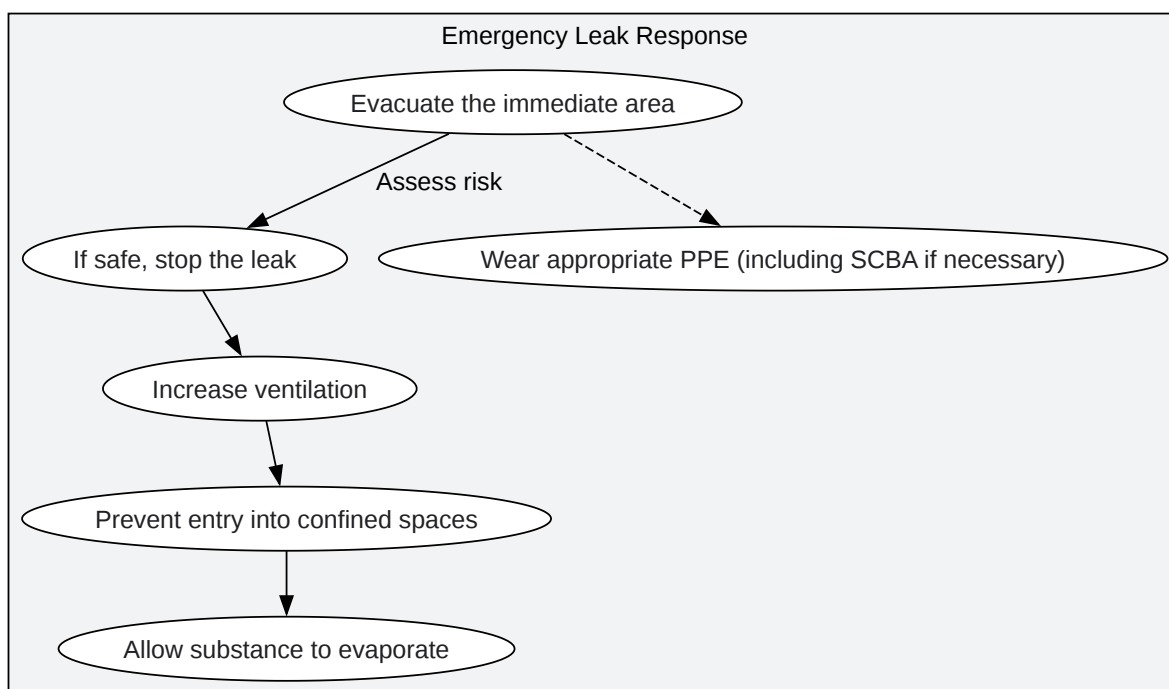 Emergency Leak Response
Evacuate the immediate area
Assess risk
If safe, stop the leak
Wear appropriate PPE (including SCBA if necessary)
Increase ventilation
Prevent entry into confined spaces
Allow substance to evaporate